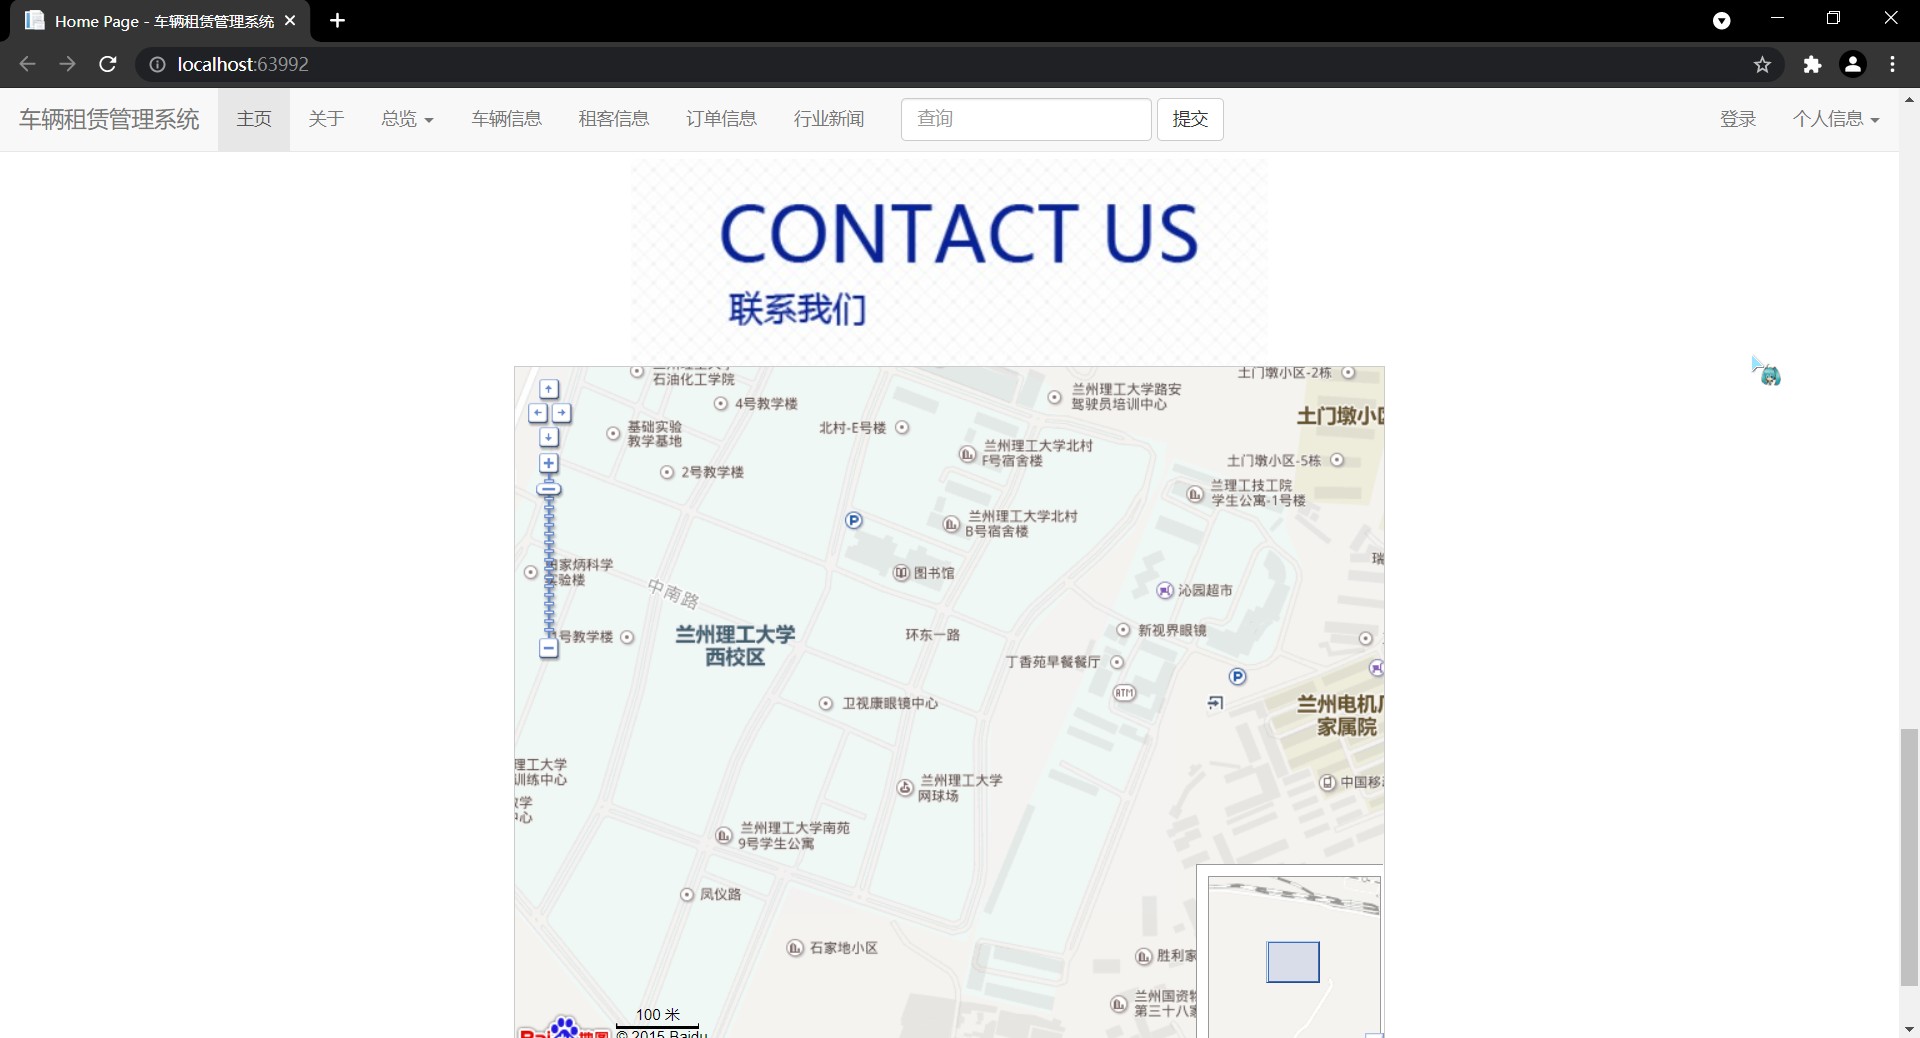 Home Page - 车辆租赁管理系统
localhost:63992
车辆租赁管理系统 主页 关于 总览 车辆信息 租客信息 订单信息 行业新闻 查询 提交 登录 个人信息
CONTACT US
联系我们
石油化工学院
土门墩小区-2栋
兰州理工大学路安
驾驶员培训中心
4号教学楼
土门墩小区
北村-E号楼
基础实验
教学基地
兰州理工大学北村
F号宿舍楼
土门墩小区-5栋
2号教学楼
兰理工技工院
学生公寓-1号楼
兰州理工大学北村
B号宿舍楼
瑞
家炳科学
验楼
图书馆
中南路
沁园超市
兰州理工大学
西校区
环东一路
新视界眼镜
号教学楼
丁香苑早餐餐厅
ATM
卫视康眼镜中心
兰州电机厂
家属院
理工大学
训练中心
学
心
兰州理工大学
网球场
中国移
兰州理工大学南苑
9号学生公寓
凤仪路
石家地小区
胜利家
兰州国资物
第三十八家
100 米
Bai 地图
© 2015 Baidu